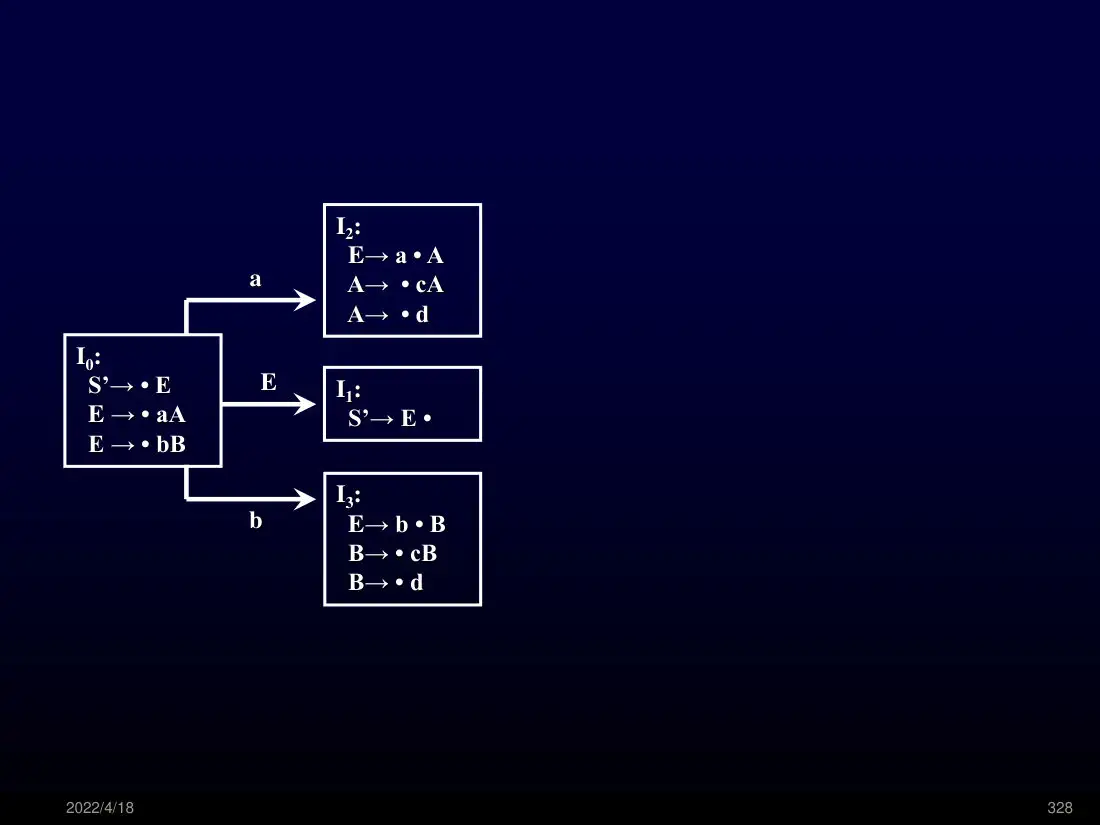 I₂:
E→ a • A
A→ • cA
A→ • d
a
I₀:
S’→ • E
E → • aA
E → • bB
E
I₁:
S’→ E •
b
I₃:
E→ b • B
B→ • cB
B→ • d
2022/4/18
328